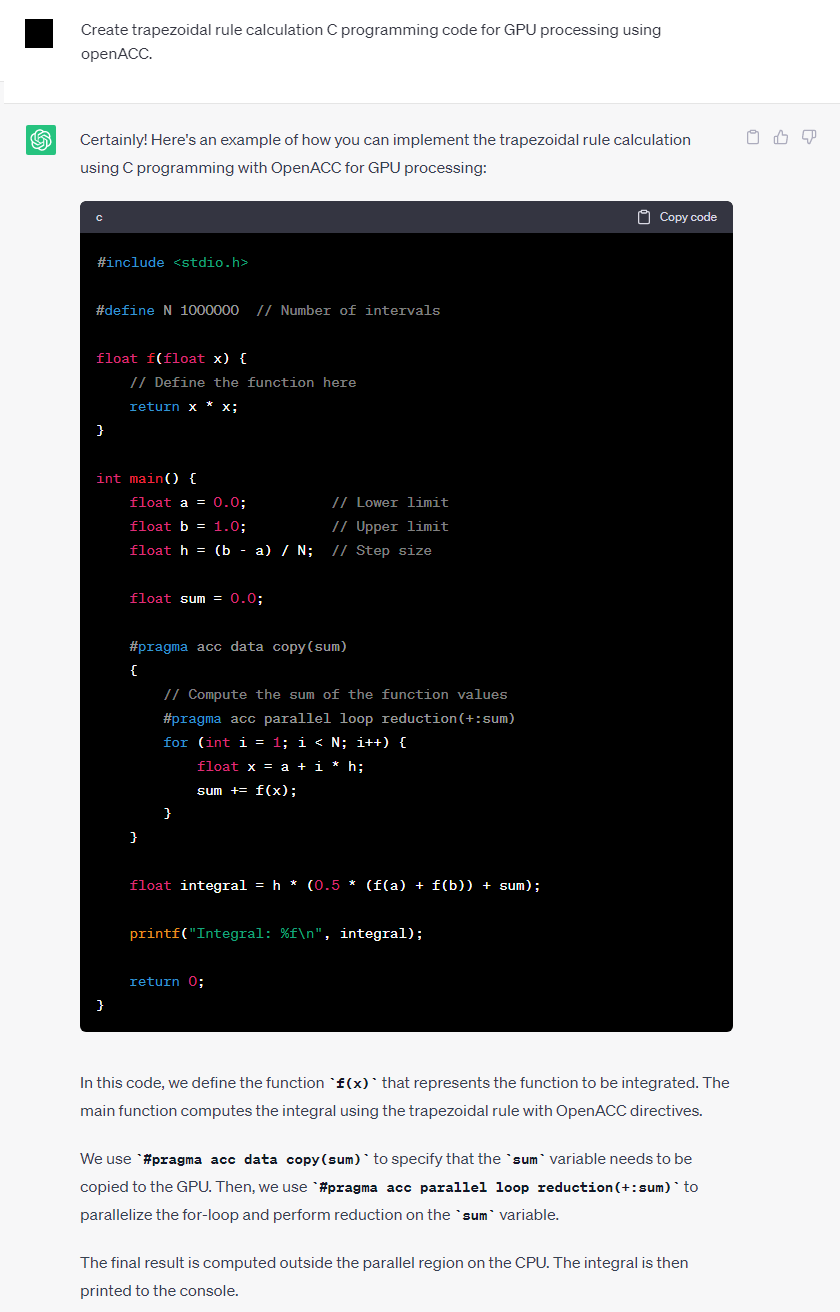 Create trapezoidal rule calculation C programming code for GPU processing using
openACC.
Certainly! Here's an example of how you can implement the trapezoidal rule calculation
using C programming with OpenACC for GPU processing:
c
Copy code
#include <stdio.h>
#define N 1000000  // Number of intervals
float f(float x) {
    // Define the function here
    return x * x;
}
int main() {
    float a = 0.0;          // Lower limit
    float b = 1.0;          // Upper limit
    float h = (b - a) / N;  // Step size
    float sum = 0.0;
    #pragma acc data copy(sum)
    {
        // Compute the sum of the function values
        #pragma acc parallel loop reduction(+:sum)
        for (int i = 1; i < N; i++) {
            float x = a + i * h;
            sum += f(x);
        }
    }
    float integral = h * (0.5 * (f(a) + f(b)) + sum);
    printf("Integral: %f\n", integral);
    return 0;
}
In this code, we define the function `f(x)` that represents the function to be integrated. The
main function computes the integral using the trapezoidal rule with OpenACC directives.
We use `#pragma acc data copy(sum)` to specify that the `sum` variable needs to be
copied to the GPU. Then, we use `#pragma acc parallel loop reduction(+:sum)` to
parallelize the for-loop and perform reduction on the `sum` variable.
The final result is computed outside the parallel region on the CPU. The integral is then
printed to the console.